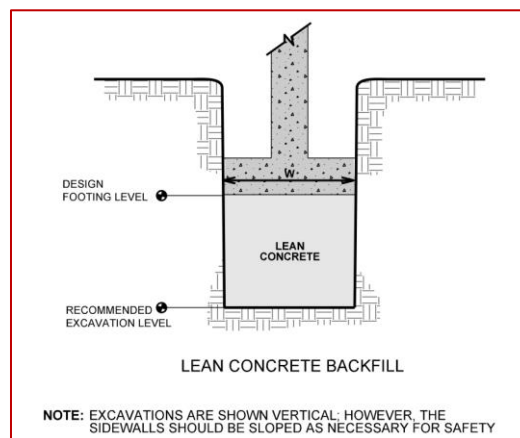 N
DESIGN
FOOTING LEVEL
W
LEAN
CONCRETE
RECOMMENDED
EXCAVATION LEVEL
LEAN CONCRETE BACKFILL
NOTE: EXCAVATIONS ARE SHOWN VERTICAL; HOWEVER, THE
SIDEWALLS SHOULD BE SLOPED AS NECESSARY FOR SAFETY